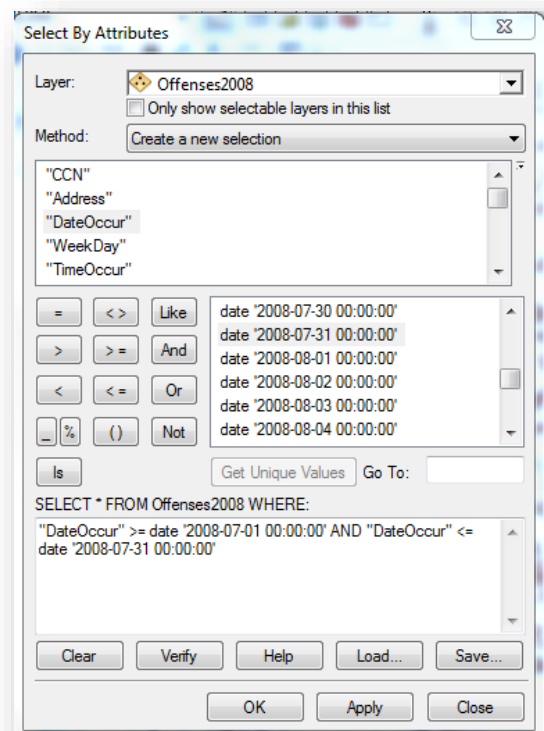 Select By Attributes
Layer: Offenses2008
Only show selectable layers in this list
Method: Create a new selection
"CCN"
"Address"
"DateOccur"
"WeekDay"
"TimeOccur"
= < > Like
> > = And
< < = Or
_ % ( ) Not
Is
date '2008-07-30 00:00:00'
date '2008-07-31 00:00:00'
date '2008-08-01 00:00:00'
date '2008-08-02 00:00:00'
date '2008-08-03 00:00:00'
date '2008-08-04 00:00:00'
Get Unique Values Go To:
SELECT * FROM Offenses2008 WHERE:
"DateOccur" >= date '2008-07-01 00:00:00' AND "DateOccur" <=
date '2008-07-31 00:00:00'
Clear Verify Help Load... Save...
OK Apply Close